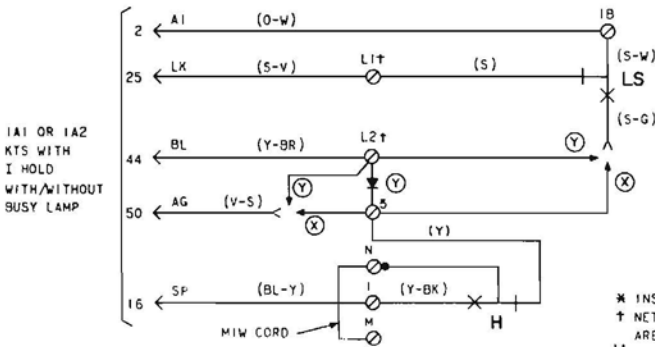 2 A1 (O-W) 1B
(S-W)
25 LK (S-V) L1† (S) LS
(S-G)
1A1 OR 1A2
KTS WITH
I HOLD
WITH/WITHOUT
BUSY LAMP
44 BL (Y-BR) L2† Y
Y Y X
50 AG (V-S) X 5
(Y)
N
16 SP (BL-Y) I (Y-BK) H
M
MIW CORD
* INS
† NET
ARE